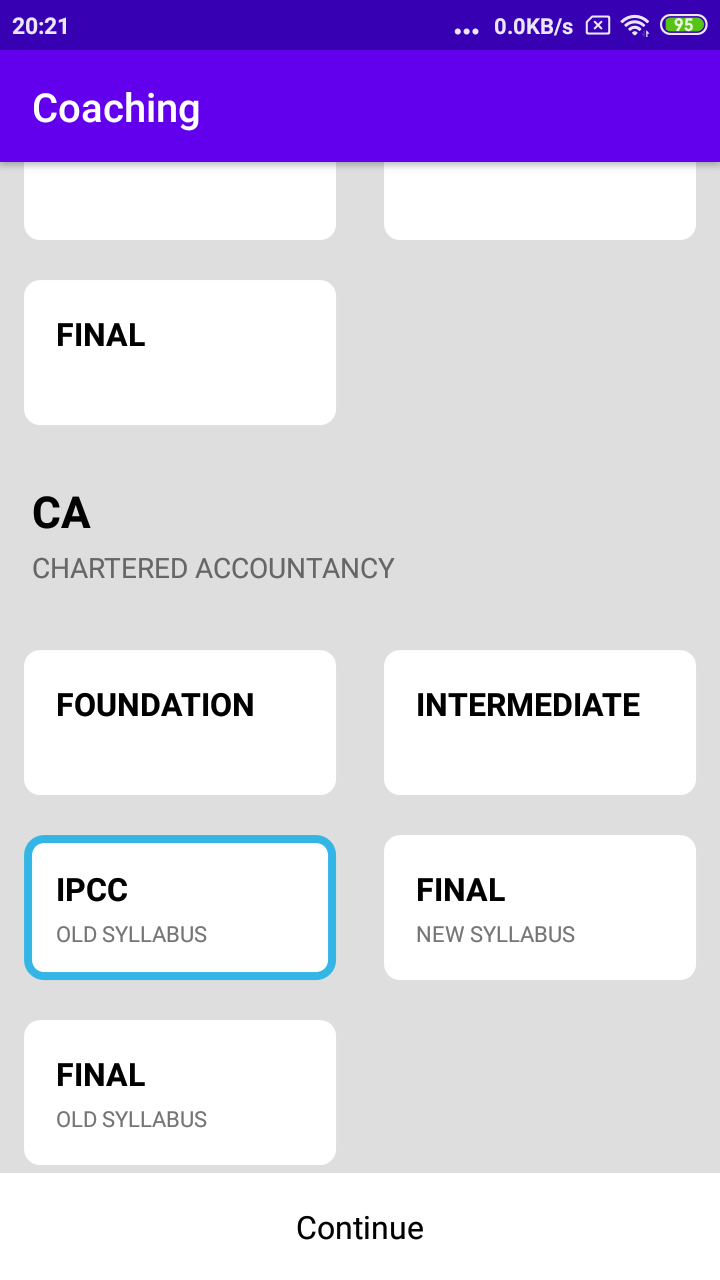 20:21
... 0.0KB/s 95
Coaching
FINAL
CA
CHARTERED ACCOUNTANCY
FOUNDATION
INTERMEDIATE
IPCC
OLD SYLLABUS
FINAL
NEW SYLLABUS
FINAL
OLD SYLLABUS
Continue